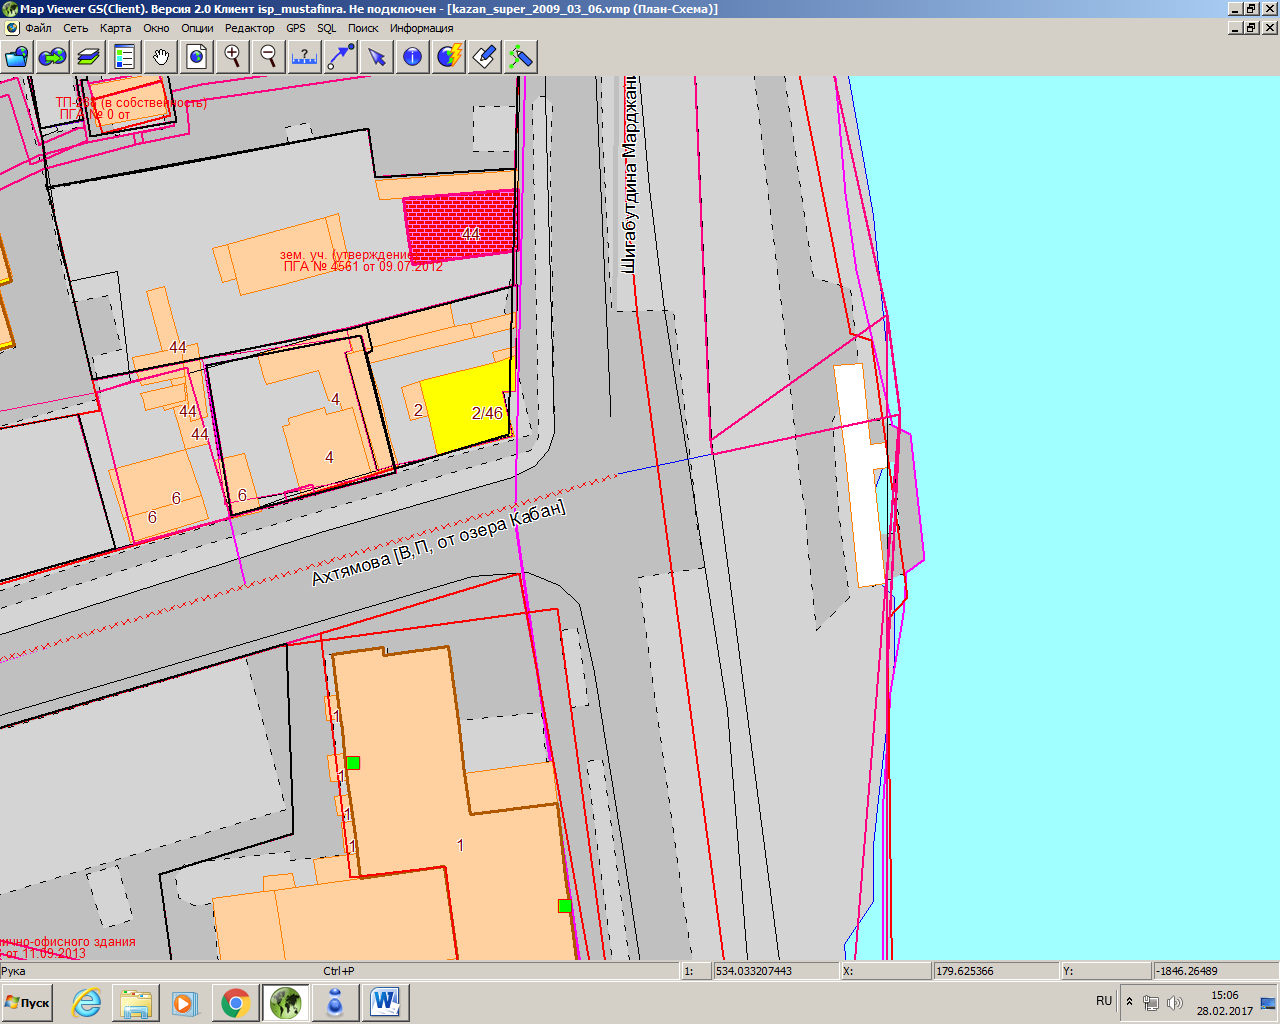 Map Viewer GS(Client). Версия 2.0 Клиент isp_mustafinra. Не подключен - [kazan_super_2009_03_06.vmp (План-Схема)]
Файл Сеть Карта Окно Опции Редактор GPS SQL Поиск Информация
(в собственность)
ПГА № 0 от
Шигабутдина Марджани
44
зем. уч. (утверждение)
ПГА № 4561 от 09.07.2012
44
44
44
4
2
2/46
4
6
6
6
Ахтямова [В,П, от озера Кабан]
1
1
1
1
1
ично-офисного здания
от 11.09.2013
Рука Ctrl+P 1: 534.033207443 X: 179.625366 Y: -1846.26489
Пуск RU 15:06
28.02.2017